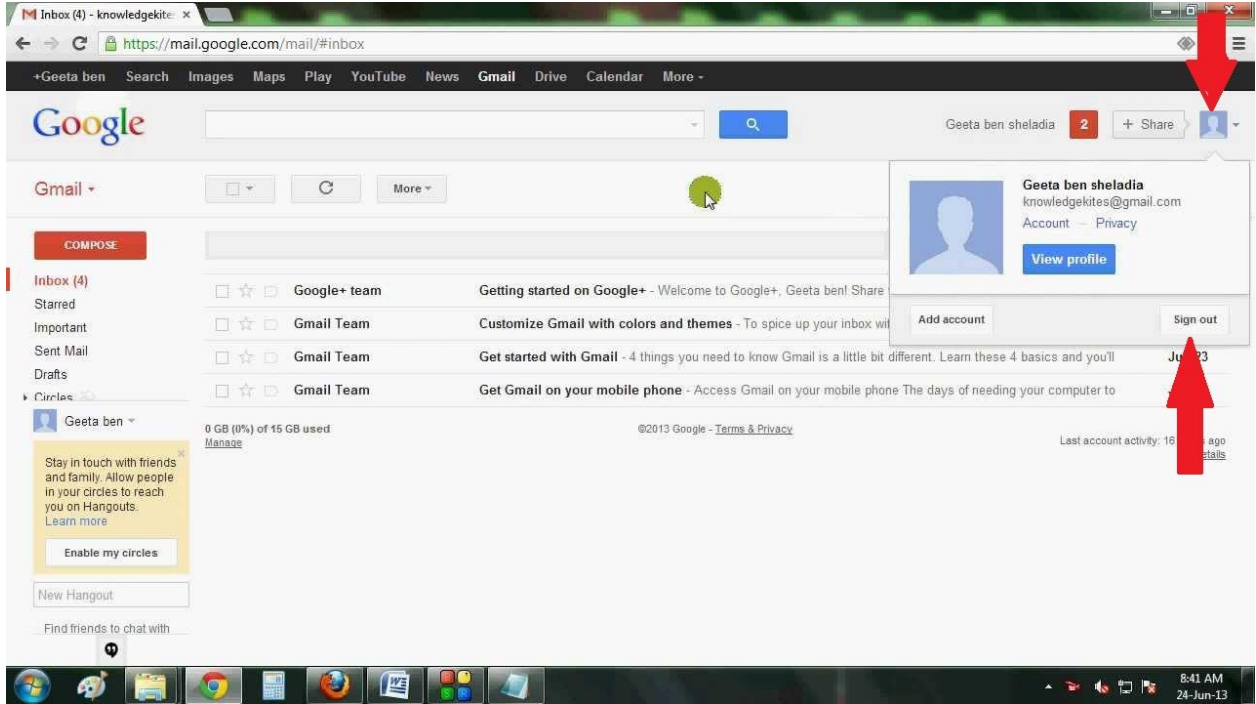 Inbox (4) - knowledgekite
https://mail.google.com/mail/#inbox
+Geeta ben Search Images Maps Play YouTube News Gmail Drive Calendar More
Google
Geeta ben sheladia 2 + Share
Gmail
More
Geeta ben sheladia
knowledgekites@gmail.com
Account – Privacy
View profile
Add account Sign out
COMPOSE
Inbox (4)
Starred
Important
Sent Mail
Drafts
Circles
Google+ team Getting started on Google+ - Welcome to Google+, Geeta ben! Share
Gmail Team Customize Gmail with colors and themes - To spice up your inbox
Gmail Team Get started with Gmail - 4 things you need to know Gmail is a little bit different. Learn these 4 basics and you'll
Gmail Team Get Gmail on your mobile phone - Access Gmail on your mobile phone The days of needing your computer to
Geeta ben
Stay in touch with friends
and family. Allow people
in your circles to reach
you on Hangouts.
Learn more
Enable my circles
New Hangout
Find friends to chat with
0 GB (0%) of 15 GB used
Manage
©2013 Google - Terms & Privacy
Last account activity: 16 ago
8:41 AM
24-Jun-13